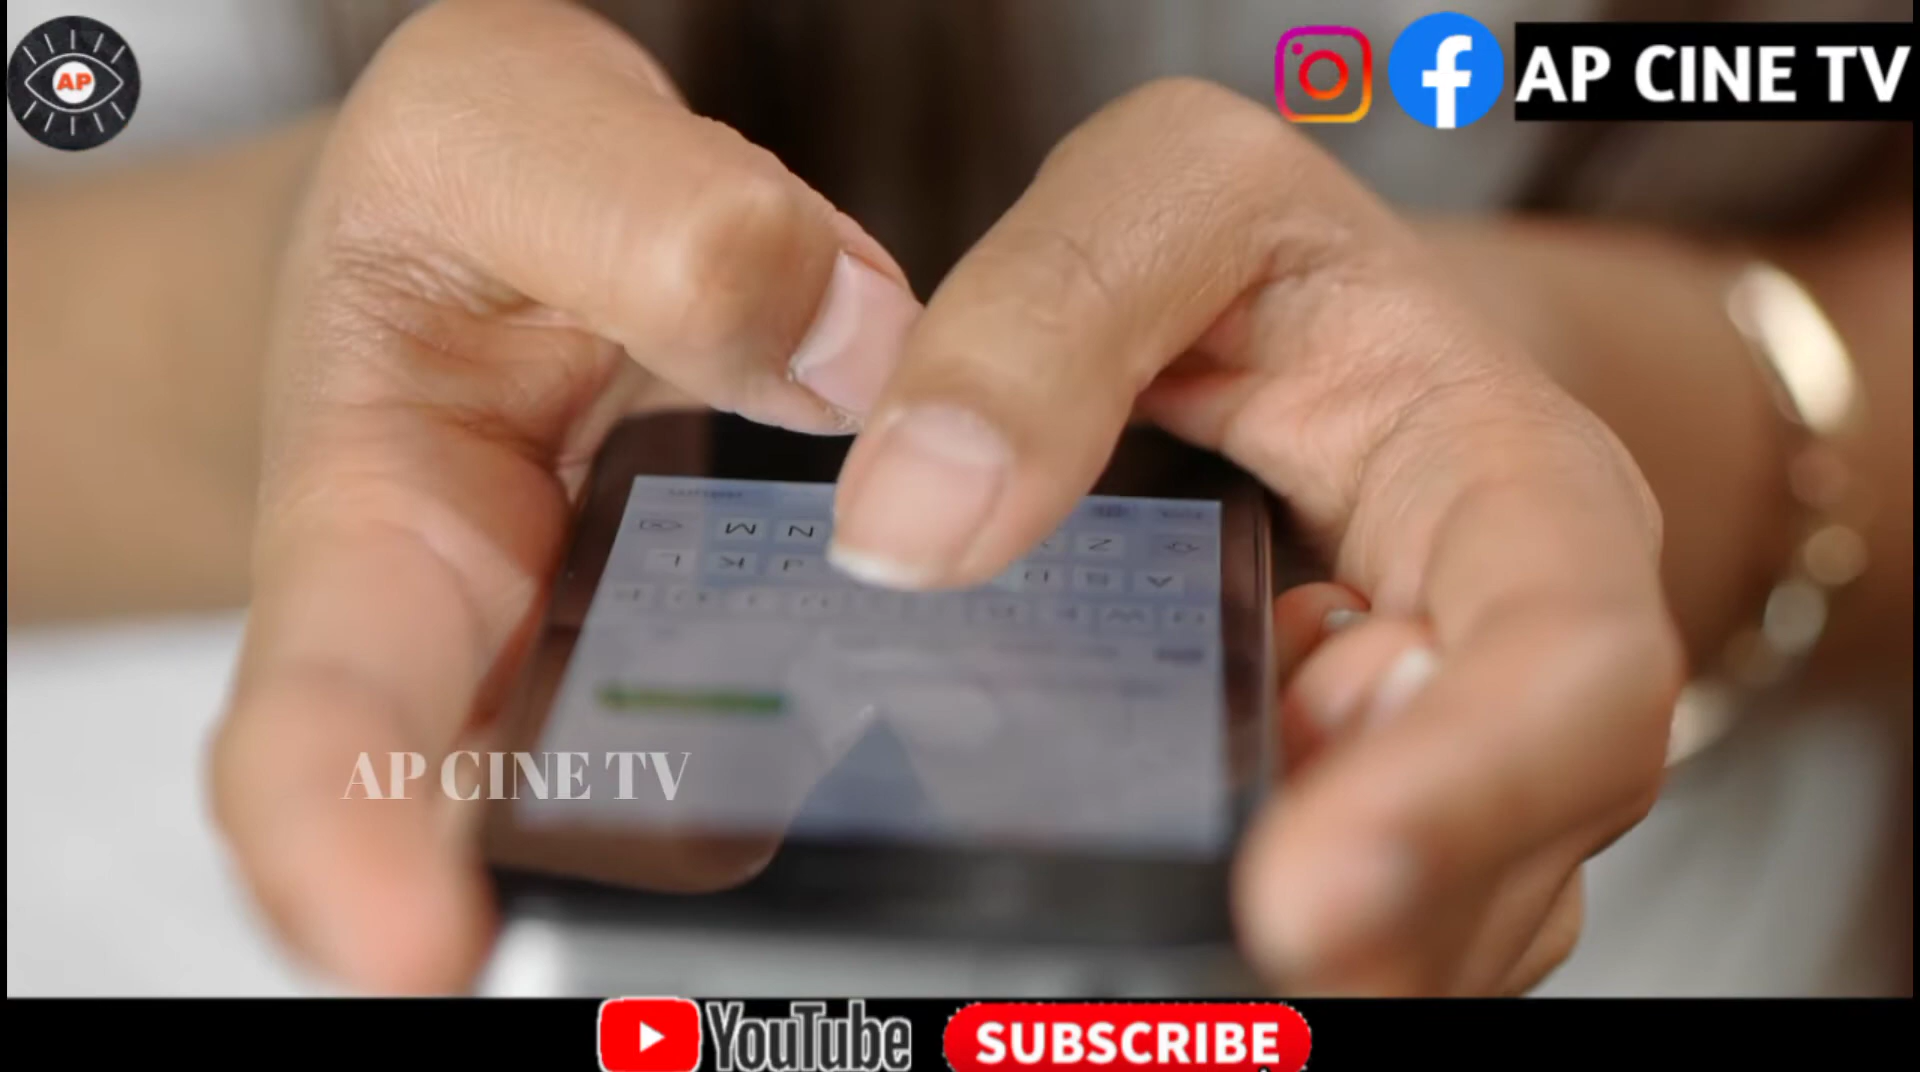 AP
AP CINE TV
M N Z
L K J D S A
AP CINE TV
YouTube
SUBSCRIBE